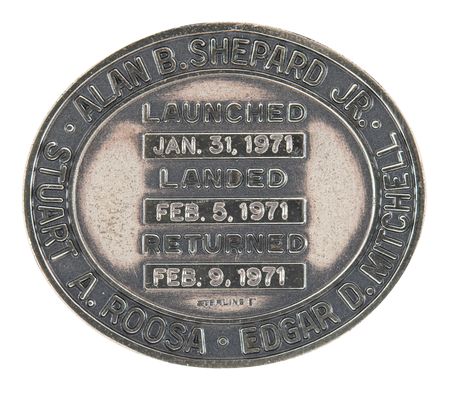 ALAN B. SHEPARD JR. · EDGAR D. MITCHELL · STUART A. ROOSA ·
LAUNCHED
JAN. 31, 1971
LANDED
FEB. 5, 1971
RETURNED
FEB. 9, 1971
STERLING